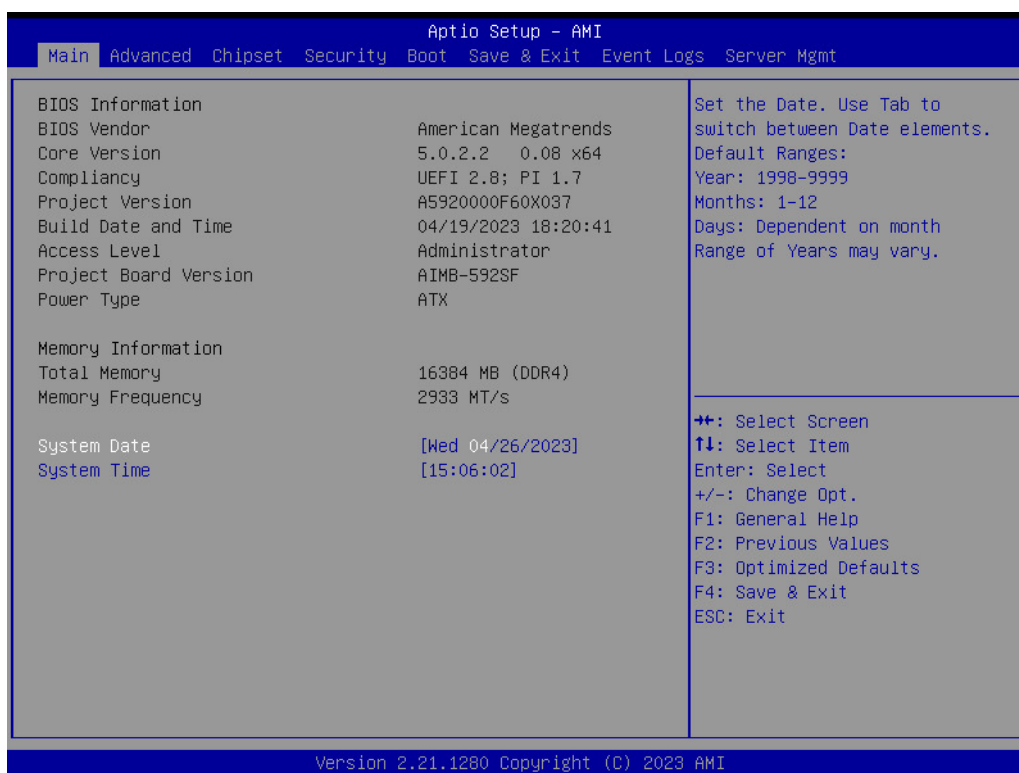 Aptio Setup – AMI
Main Advanced Chipset Security Boot Save & Exit Event Logs Server Mgmt
BIOS Information
BIOS Vendor American Megatrends
Core Version 5.0.2.2 0.08 x64
Compliancy UEFI 2.8; PI 1.7
Project Version A5920000F60X037
Build Date and Time 04/19/2023 18:20:41
Access Level Administrator
Project Board Version AIMB-592SF
Power Type ATX
Memory Information
Total Memory 16384 MB (DDR4)
Memory Frequency 2933 MT/s
System Date [Wed 04/26/2023]
System Time [15:06:02]
Set the Date. Use Tab to
switch between Date elements.
Default Ranges:
Year: 1998-9999
Months: 1-12
Days: Dependent on month
Range of Years may vary.
→←: Select Screen
↑↓: Select Item
Enter: Select
+/-: Change Opt.
F1: General Help
F2: Previous Values
F3: Optimized Defaults
F4: Save & Exit
ESC: Exit
Version 2.21.1280 Copyright (C) 2023 AMI